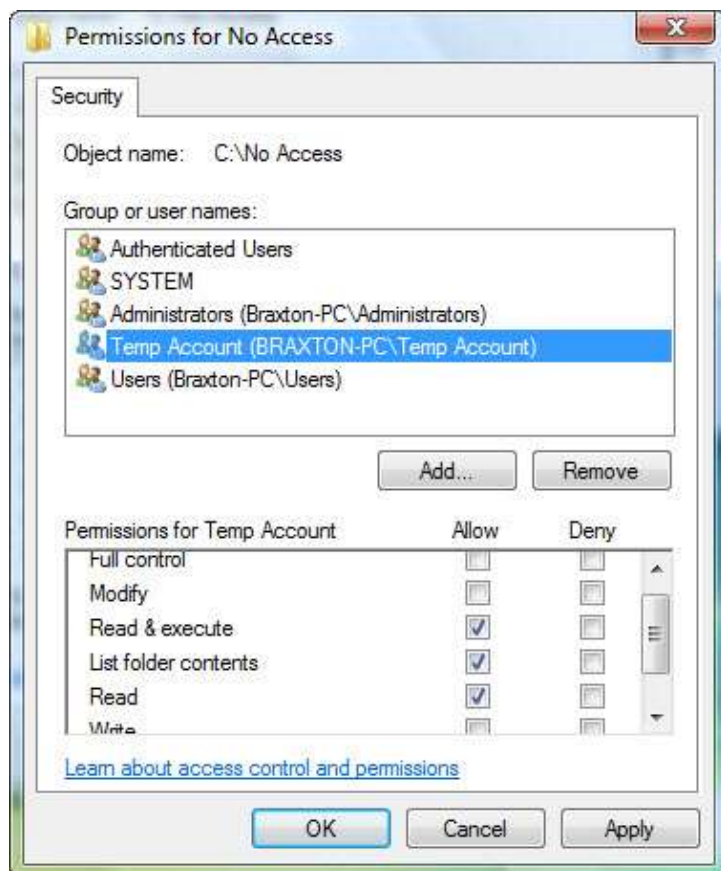 Permissions for No Access
Security
Object name: C:\No Access
Group or user names:
Authenticated Users
SYSTEM
Administrators (Braxton-PC\Administrators)
Temp Account (BRAXTON-PC\Temp Account)
Users (Braxton-PC\Users)
Add... Remove
Permissions for Temp Account Allow Deny
Full control
Modify
Read & execute
List folder contents
Read
Write
Learn about access control and permissions
OK Cancel Apply